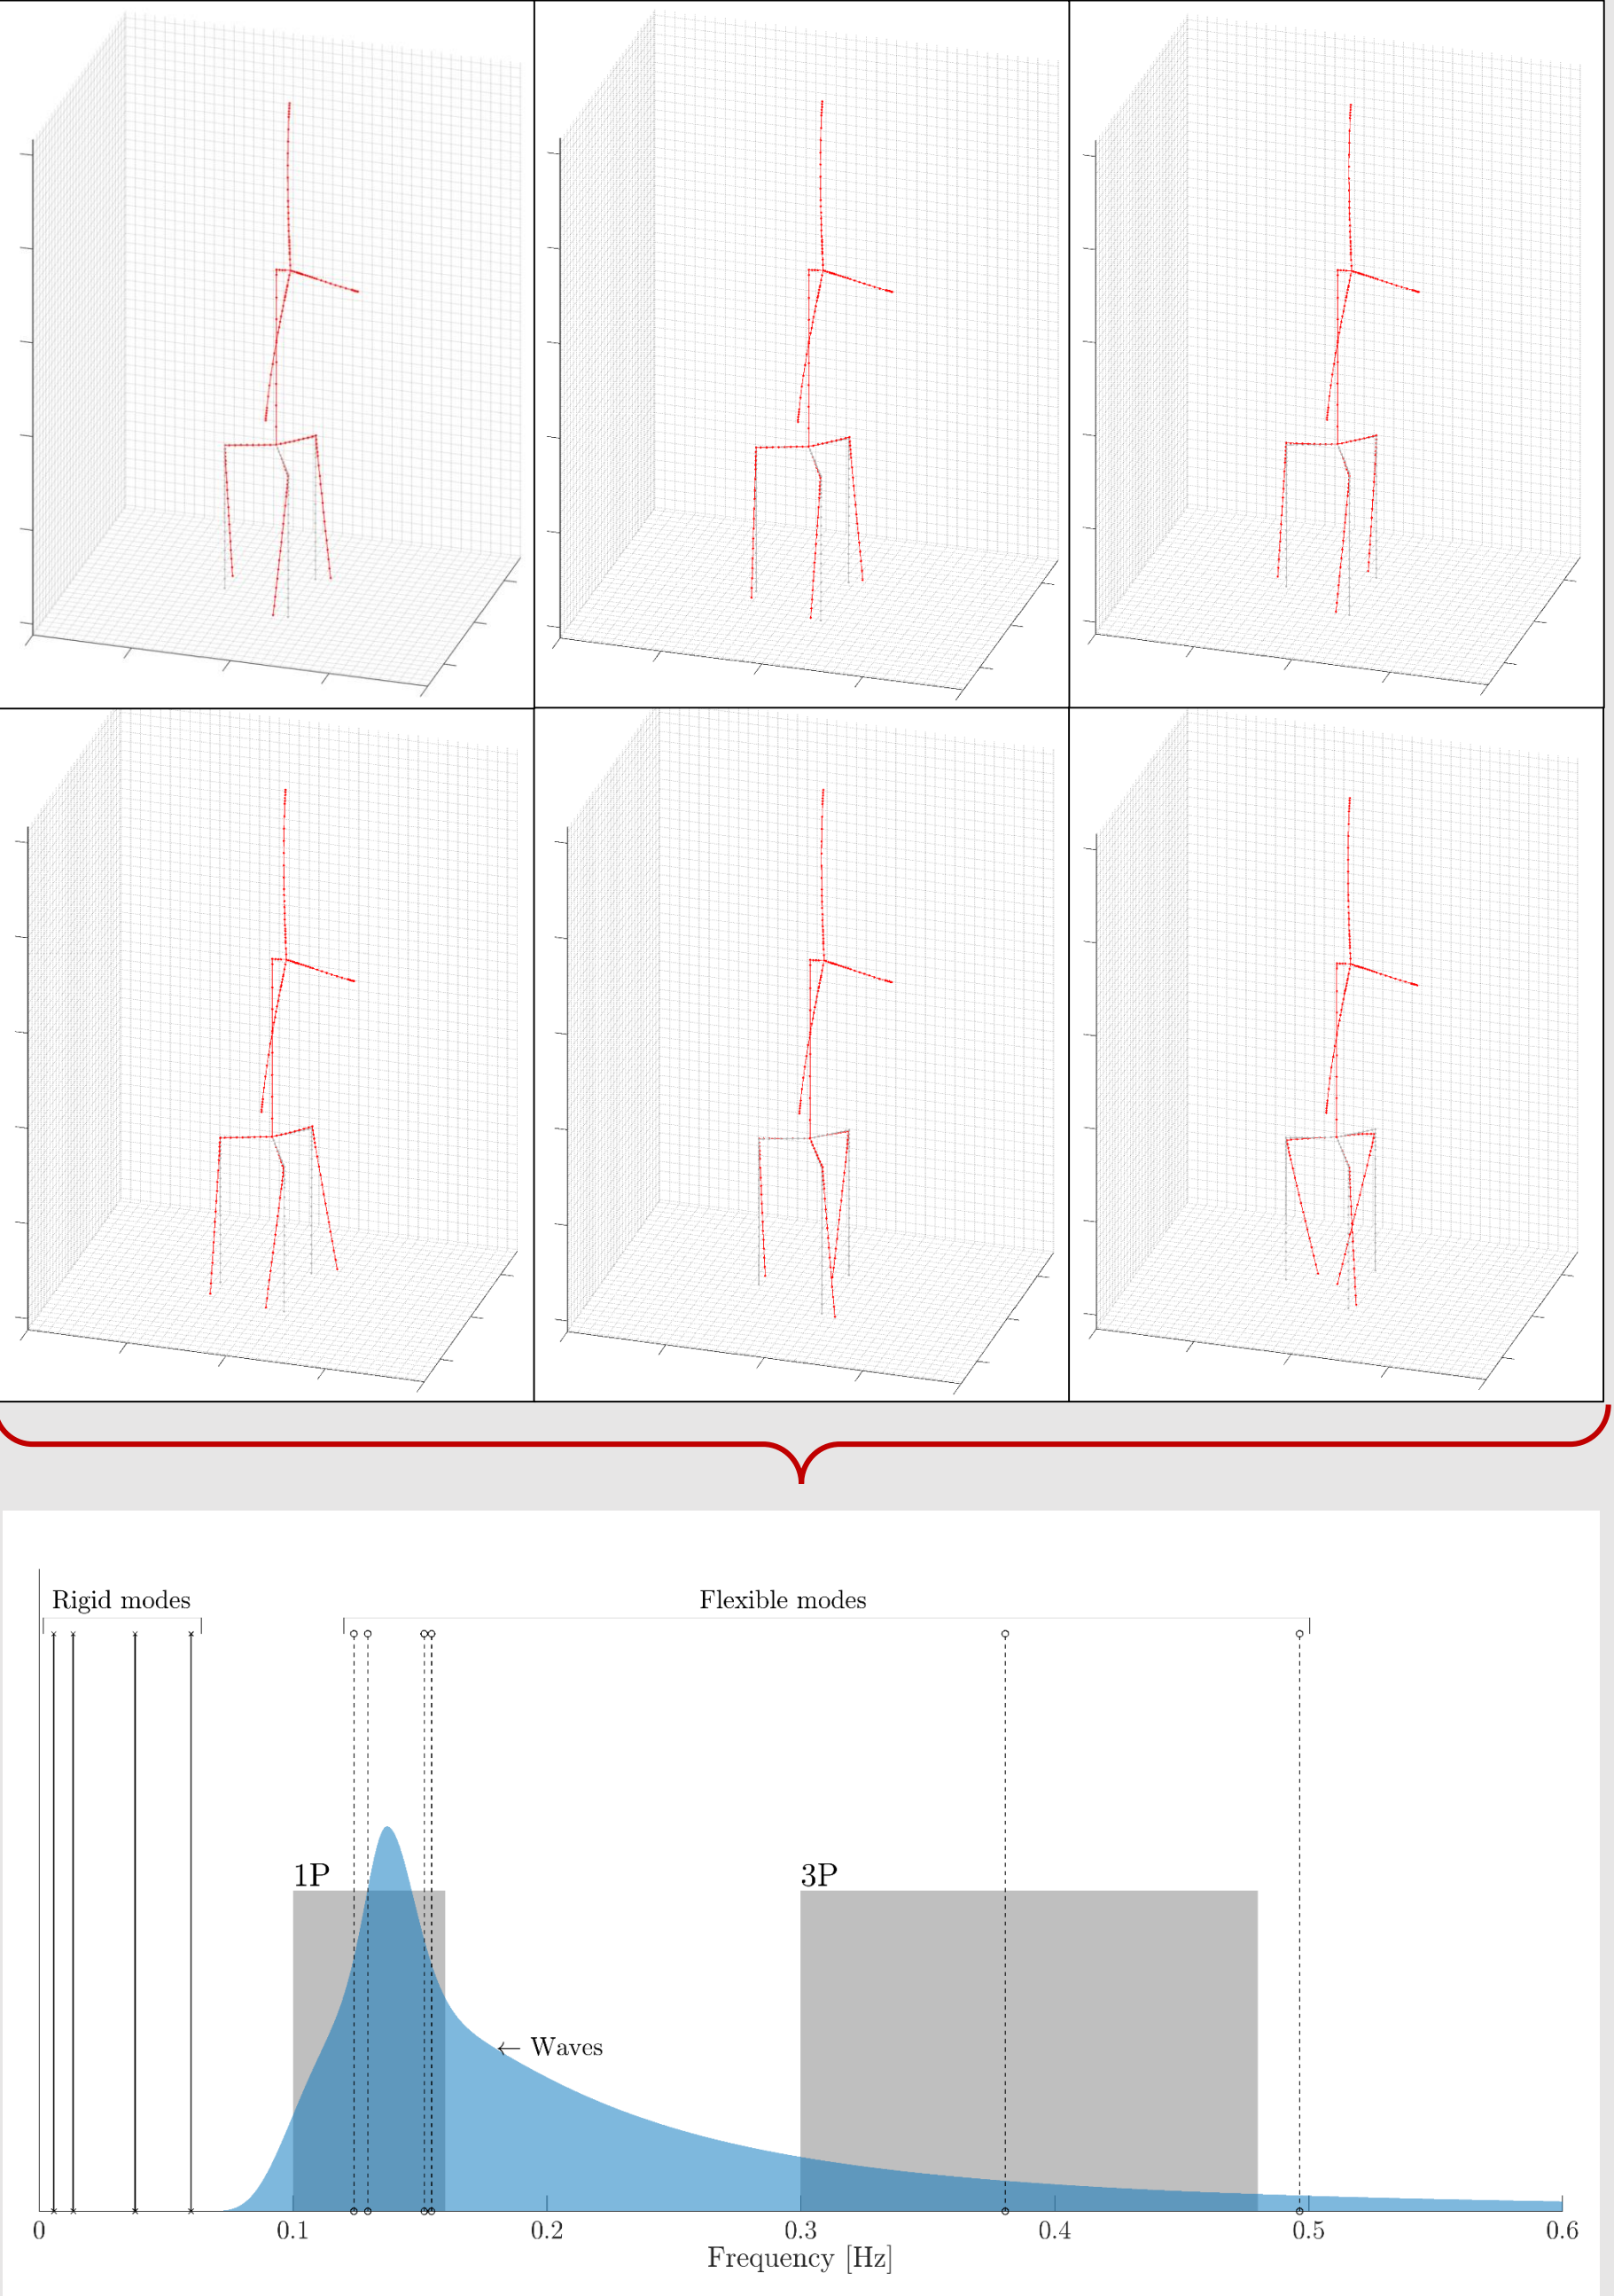 Rigid modes
Flexible modes
1P
3P
← Waves
0 0.1 0.2 0.3 0.4 0.5 0.6
Frequency [Hz]